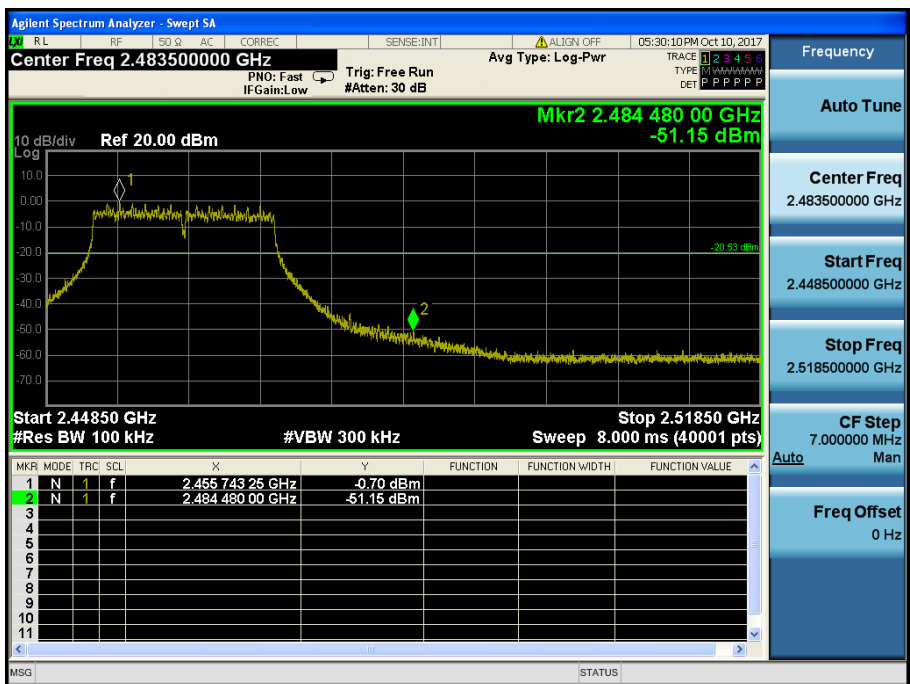 Agilent Spectrum Analyzer - Swept SA
LXI RL RF 50 Ω AC CORREC SENSE:INT ALIGN OFF 05:30:10 PM Oct 10, 2017
Center Freq 2.483500000 GHz
PNO: Fast
IFGain:Low
Trig: Free Run
#Atten: 30 dB
Avg Type: Log-Pwr
TRACE 1 2 3 4 5 6
TYPE M W W W W W
DET P P P P P P
Mkr2 2.484 480 00 GHz
-51.15 dBm
10 dB/div Ref 20.00 dBm
Log
10.0
0.00
-10.0
-20.0
-30.0
-40.0
-50.0
-60.0
-70.0
1
2
-20.53 dBm
Start 2.44850 GHz Stop 2.51850 GHz
#Res BW 100 kHz #VBW 300 kHz Sweep 8.000 ms (40001 pts)
MKR MODE TRC SCL X Y FUNCTION FUNCTION WIDTH FUNCTION VALUE
1 N 1 f 2.455 743 25 GHz -0.70 dBm
2 N 1 f 2.484 480 00 GHz -51.15 dBm
3
4
5
6
7
8
9
10
11
MSG STATUS
Frequency
Auto Tune
Center Freq
2.483500000 GHz
Start Freq
2.448500000 GHz
Stop Freq
2.518500000 GHz
CF Step
7.000000 MHz
Auto Man
Freq Offset
0 Hz